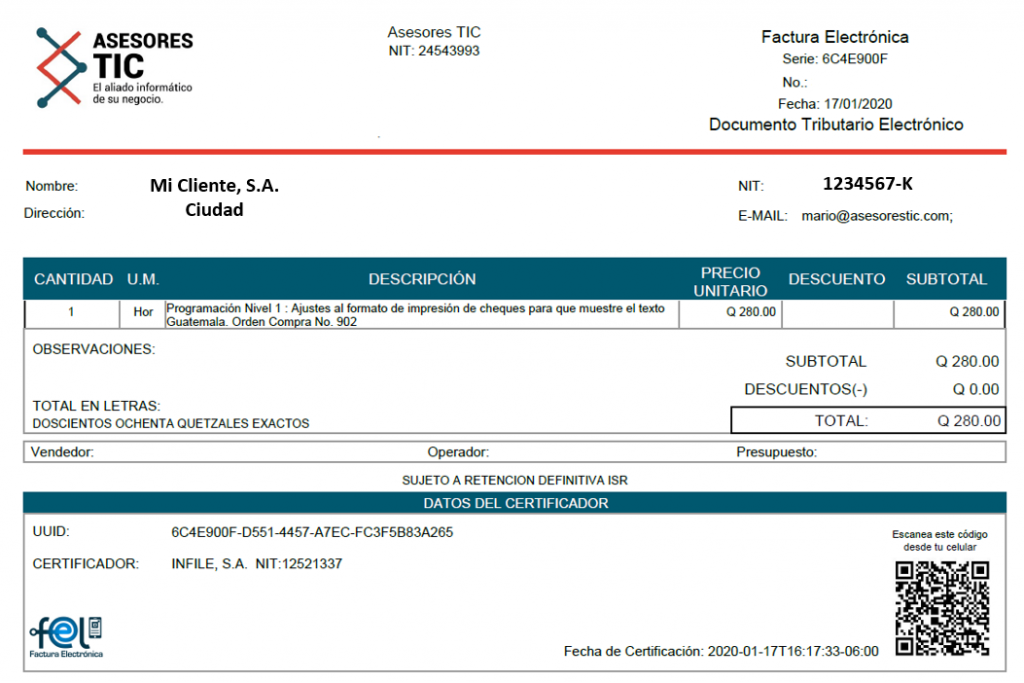 ASESORES
TIC
El aliado informático
de su negocio.
Asesores TIC
NIT: 24543993
Factura Electrónica
Serie: 6C4E900F
No.:
Fecha: 17/01/2020
Documento Tributario Electrónico
Nombre: Mi Cliente, S.A.
Dirección: Ciudad
NIT: 1234567-K
E-MAIL: mario@asesorestic.com;
CANTIDAD U.M. DESCRIPCIÓN PRECIO UNITARIO DESCUENTO SUBTOTAL
1 Hor Programación Nivel 1 : Ajustes al formato de impresión de cheques para que muestre el texto Q 280.00 Q 280.00
Guatemala. Orden Compra No. 902
OBSERVACIONES:
SUBTOTAL Q 280.00
DESCUENTOS(-) Q 0.00
TOTAL EN LETRAS:
DOSCIENTOS OCHENTA QUETZALES EXACTOS
TOTAL: Q 280.00
Vendedor: Operador: Presupuesto:
SUJETO A RETENCION DEFINITIVA ISR
DATOS DEL CERTIFICADOR
UUID: 6C4E900F-D551-4457-A7EC-FC3F5B83A265
CERTIFICADOR: INFILE, S.A. NIT:12521337
Escanea este código
desde tu celular
fel
Factura Electrónica
Fecha de Certificación: 2020-01-17T16:17:33-06:00